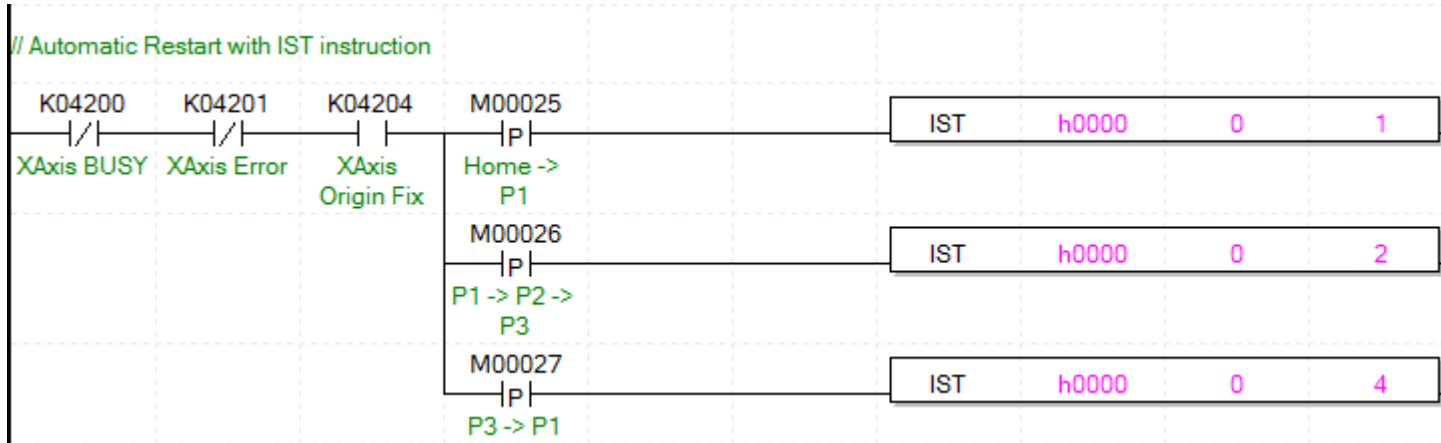 // Automatic Restart with IST instruction
K04200 K04201 K04204 M00025
P IST h0000 0 1
XAxis BUSY XAxis Error XAxis Home ->
Origin Fix P1
M00026
P IST h0000 0 2
P1 -> P2 ->
P3
M00027
P IST h0000 0 4
P3 -> P1